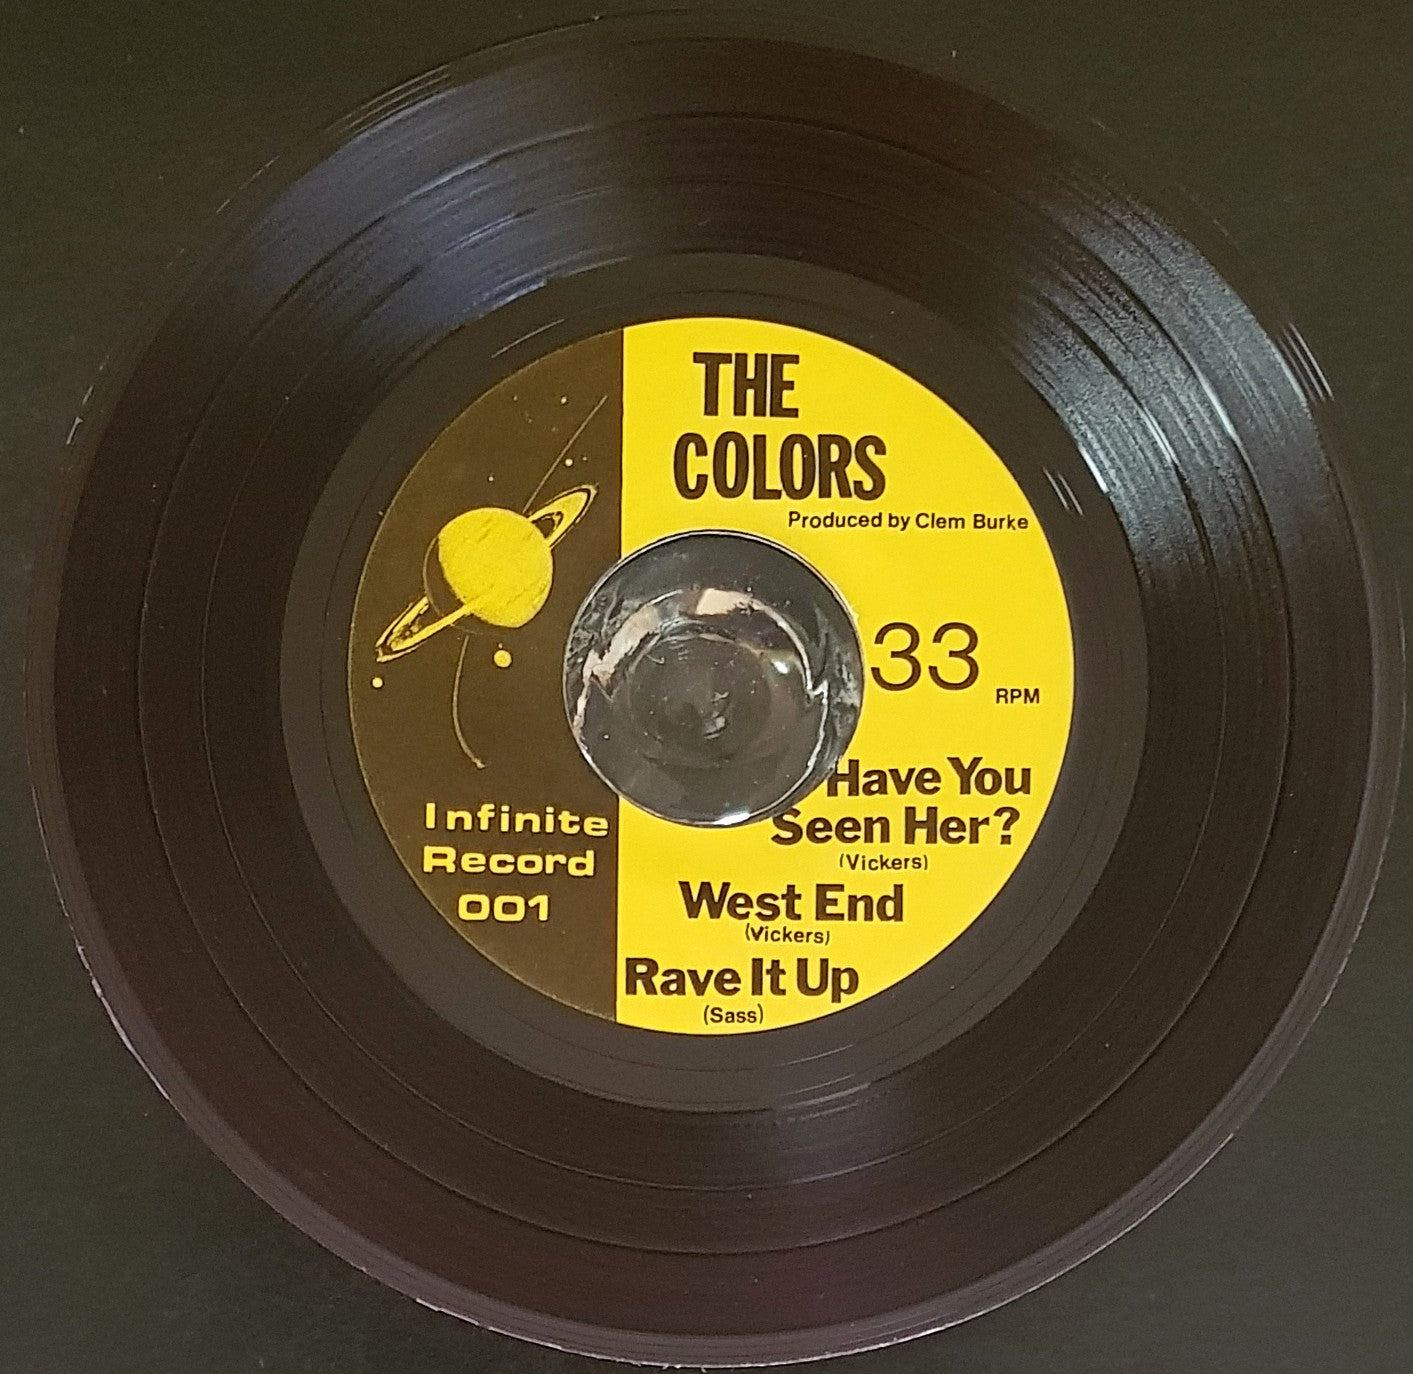 THE
COLORS
Produced by Clem Burke
33
RPM
Have You
Seen Her?
(Vickers)
West End
(Vickers)
Rave It Up
(Sass)
Infinite
Record
001